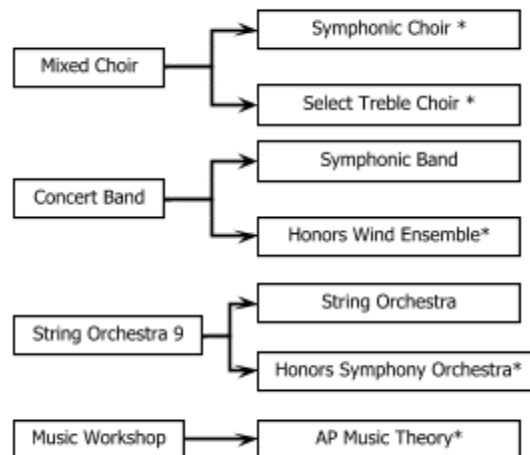 Symphonic Choir *
Mixed Choir
Select Treble Choir *
Symphonic Band
Concert Band
Honors Wind Ensemble*
String Orchestra
String Orchestra 9
Honors Symphony Orchestra*
Music Workshop
AP Music Theory*